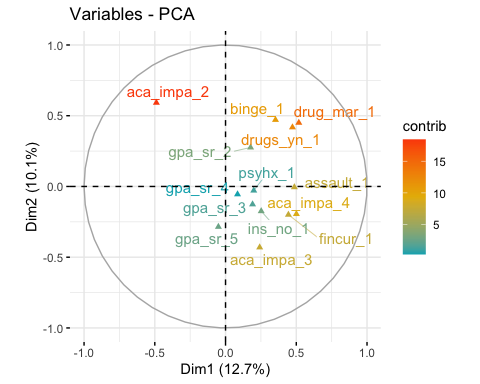 Variables - PCA
1.0
0.5
0.0
-0.5
-1.0
Dim2 (10.1%)
aca_impa_2
binge_1
drug_mar_1
drugs_yn_1
gpa_sr_2
psyhx_1
assault_1
gpa_sr_4
gpa_sr_3
aca_impa_4
ins_no_1
fincur_1
gpa_sr_5
aca_impa_3
-1.0
-0.5
0.0
0.5
1.0
Dim1 (12.7%)
contrib
15
10
5